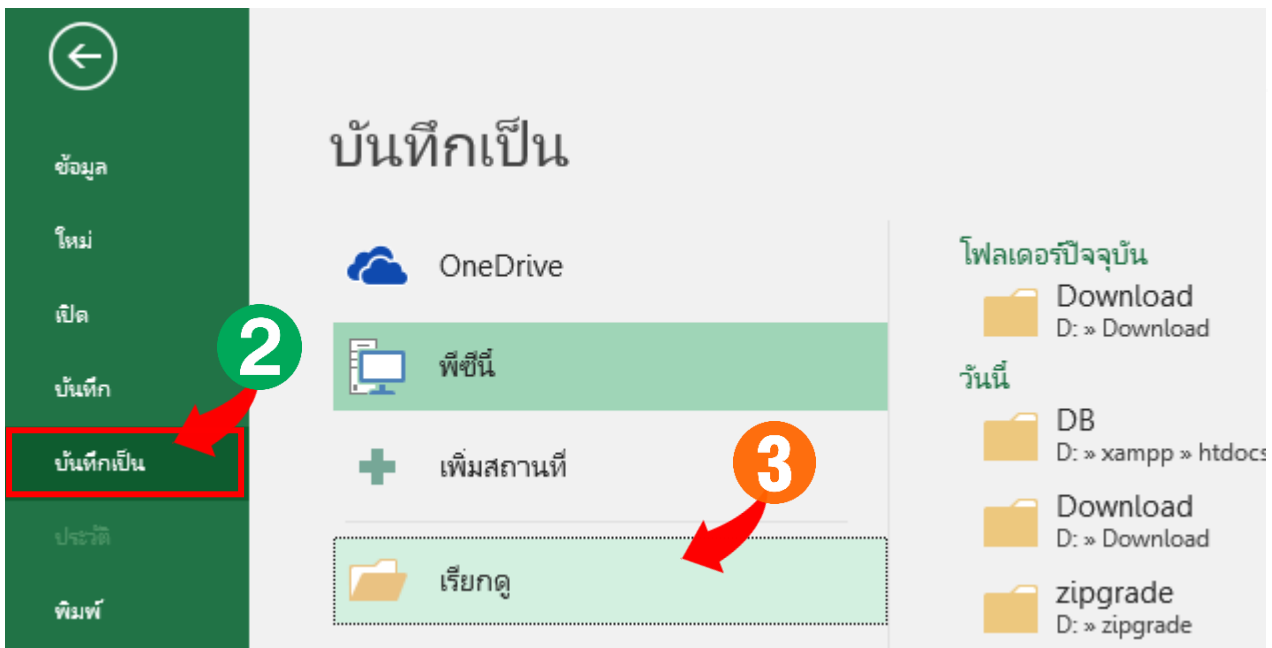 ข้อมูล
ใหม่
เปิด
บันทึก
บันทึกเป็น
ประวัติ
พิมพ์
2
บันทึกเป็น
OneDrive
พีซีนี้
เพิ่มสถานที่
3
เรียกดู
โฟลเดอร์ปัจจุบัน
Download
D: » Download
วันนี้
DB
D: » xampp » htdocs
Download
D: » Download
zipgrade
D: » zipgrade